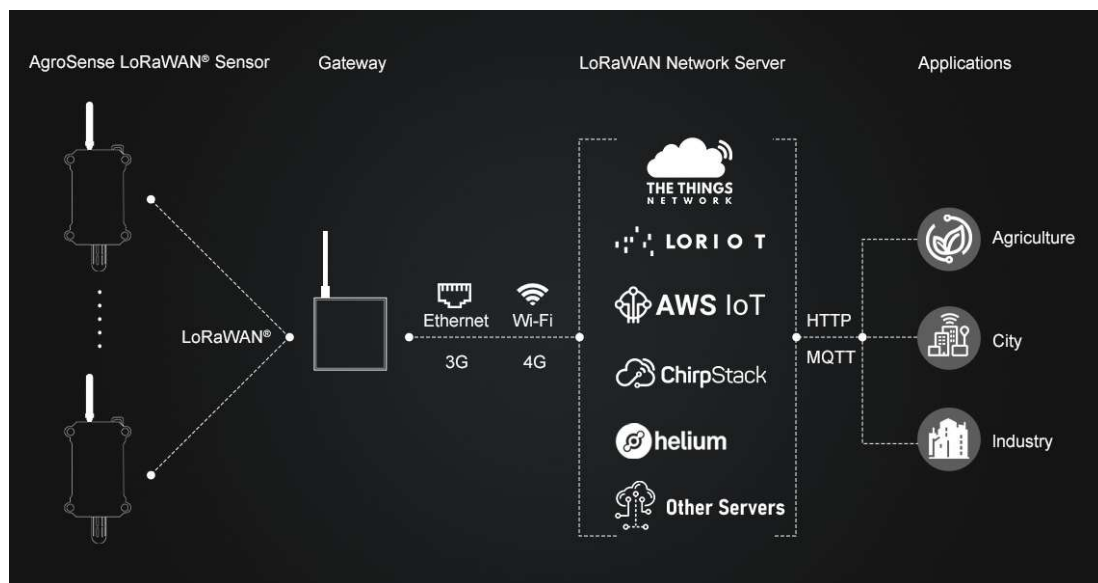 AgroSense LoRaWAN® Sensor
Gateway
LoRaWAN Network Server
Applications
THE THINGS
NETWORK
LORIOT
Agriculture
Ethernet
Wi-Fi
AWS IoT
HTTP
LoRaWAN®
City
3G
4G
MQTT
ChirpStack
helium
Industry
Other Servers